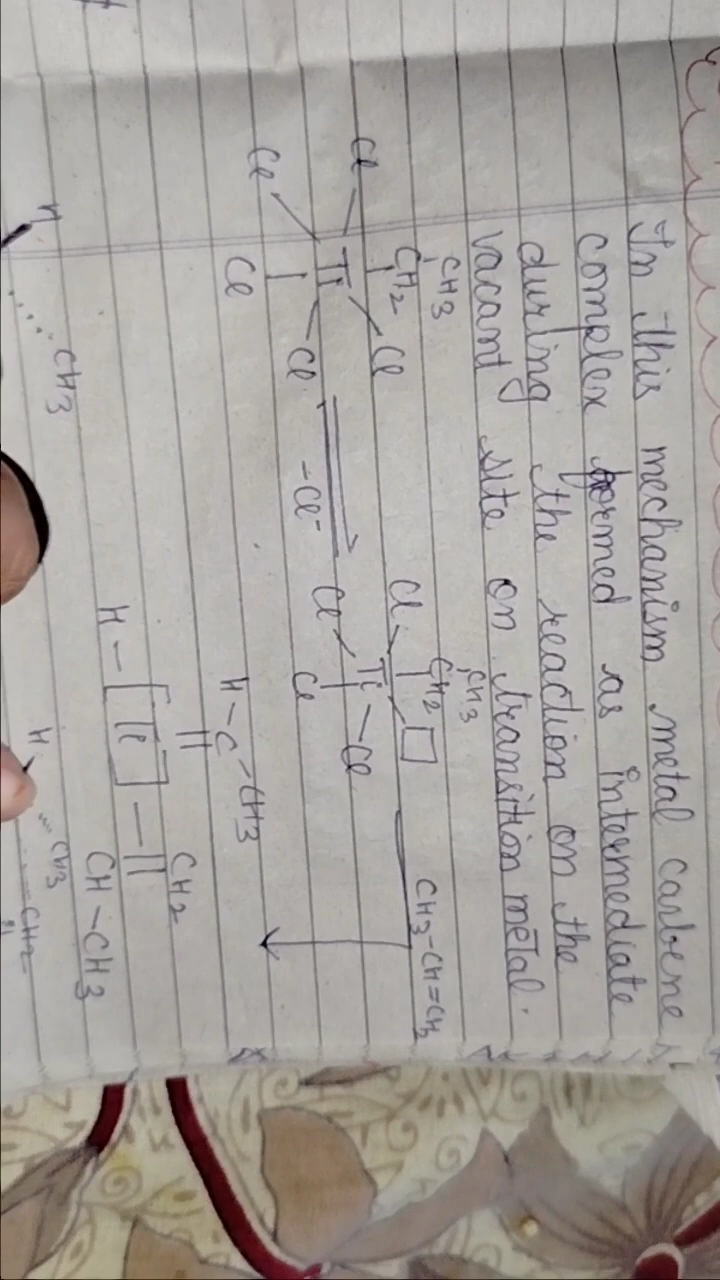 In this mechanism metal carbene
complex formed as intermediate
during the reaction on the
vacant site on transition metal.
CH3 CH3
CH2 CH2 CH3-CH=CH2
Cl Cl Cl
Ti Ti
Cl Cl Cl Cl
Cl -Cl- Cl
H-C-CH3
CH2
H-[Ti]-
CH-CH3
H CH3 H CH3
CH2